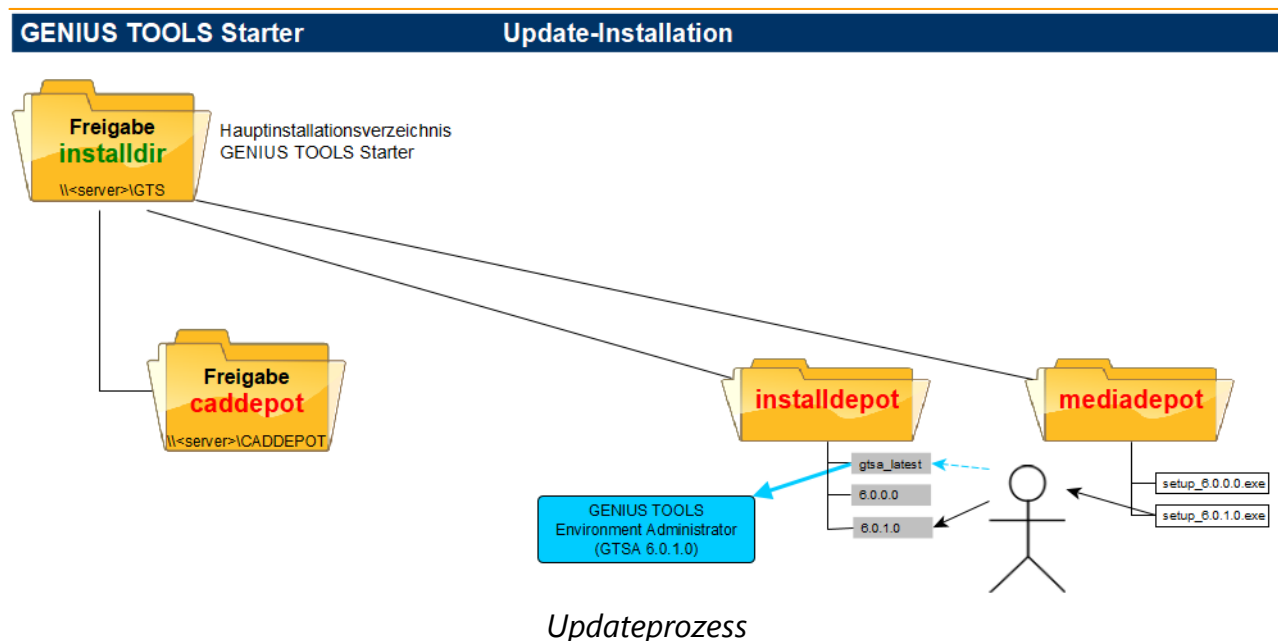 GENIUS TOOLS Starter Update-Installation
Freigabe
installdir
\\<server>\GTS
Hauptinstallationsverzeichnis
GENIUS TOOLS Starter
Freigabe
caddepot
\\<server>\CADDEPOT
installdepot
gtsa_latest
6.0.0.0
6.0.1.0
mediadepot
setup_6.0.0.0.exe
setup_6.0.1.0.exe
GENIUS TOOLS
Environment Administrator
(GTSA 6.0.1.0)
Updateprozess